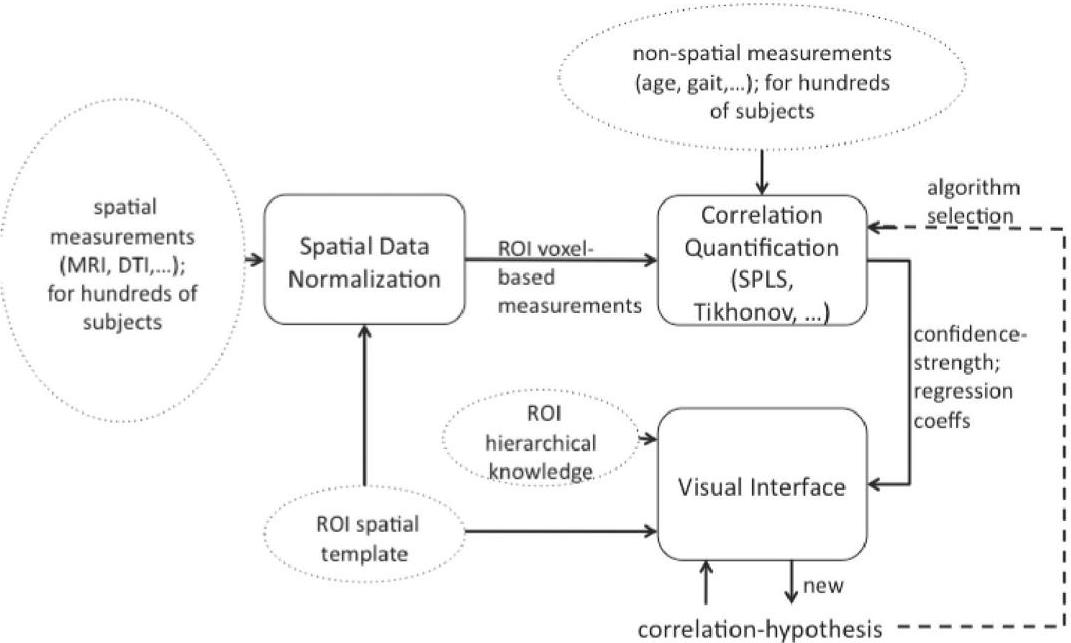 non-spatial measurements
(age, gait,...); for hundreds
of subjects
spatial
measurements
(MRI, DTI,...);
for hundreds of
subjects
Spatial Data
Normalization
ROI voxel-
based
measurements
Correlation
Quantification
(SPLS,
Tikhonov, ...)
algorithm
selection
confidence-
strength;
regression
coeffs
ROI
hierarchical
knowledge
Visual Interface
ROI spatial
template
new
correlation-hypothesis